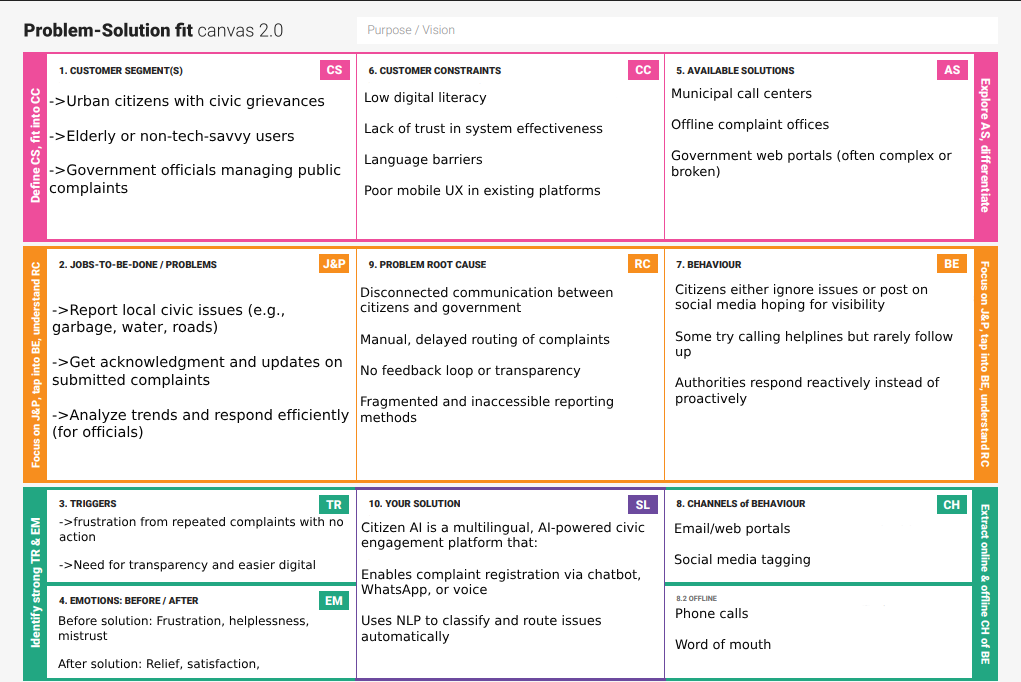 Problem-Solution fit canvas 2.0
Purpose / Vision
Define CS, fit into CC
1. CUSTOMER SEGMENT(S)
CS
->Urban citizens with civic grievances
->Elderly or non-tech-savvy users
->Government officials managing public
complaints
6. CUSTOMER CONSTRAINTS
CC
Low digital literacy
Lack of trust in system effectiveness
Language barriers
Poor mobile UX in existing platforms
5. AVAILABLE SOLUTIONS
AS
Municipal call centers
Offline complaint offices
Government web portals (often complex or
broken)
Explore AS, differentiate
Focus on J&P, tap into BE, understand RC
2. JOBS-TO-BE-DONE / PROBLEMS
J&P
->Report local civic issues (e.g.,
garbage, water, roads)
->Get acknowledgment and updates on
submitted complaints
->Analyze trends and respond efficiently
(for officials)
9. PROBLEM ROOT CAUSE
RC
Disconnected communication between
citizens and government
Manual, delayed routing of complaints
No feedback loop or transparency
Fragmented and inaccessible reporting
methods
7. BEHAVIOUR
BE
Citizens either ignore issues or post on
social media hoping for visibility
Some try calling helplines but rarely follow
up
Authorities respond reactively instead of
proactively
Focus on J&P, tap into BE, understand RC
Identify strong TR & EM
3. TRIGGERS
TR
->frustration from repeated complaints with no
action
->Need for transparency and easier digital
4. EMOTIONS: BEFORE / AFTER
EM
Before solution: Frustration, helplessness,
mistrust
After solution: Relief, satisfaction,
10. YOUR SOLUTION
SL
Citizen AI is a multilingual, AI-powered civic
engagement platform that:
Enables complaint registration via chatbot,
WhatsApp, or voice
Uses NLP to classify and route issues
automatically
8. CHANNELS of BEHAVIOUR
CH
Email/web portals
Social media tagging
8.2 OFFLINE
Phone calls
Word of mouth
Extract online & offline CH of BE